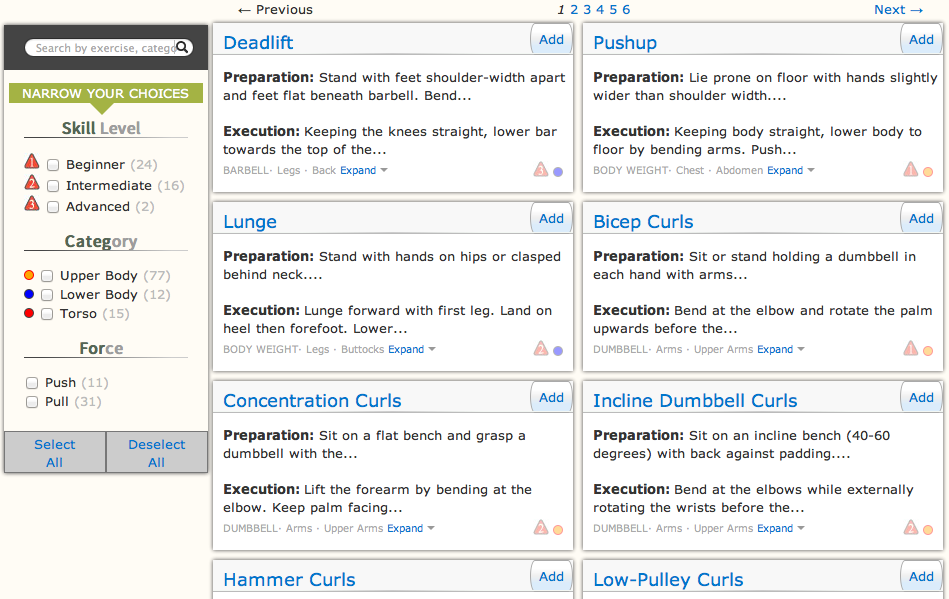 ← Previous
1 2 3 4 5 6
Next →
Search by exercise, catego
NARROW YOUR CHOICES
Skill Level
1 Beginner (24)
2 Intermediate (16)
3 Advanced (2)
Category
Upper Body (77)
Lower Body (12)
Torso (15)
Force
Push (11)
Pull (31)
Select
All
Deselect
All
Deadlift
Add
Preparation: Stand with feet shoulder-width apart
and feet flat beneath barbell. Bend...
Execution: Keeping the knees straight, lower bar
towards the top of the...
BARBELL· Legs · Back Expand
3
Pushup
Add
Preparation: Lie prone on floor with hands slightly
wider than shoulder width....
Execution: Keeping body straight, lower body to
floor by bending arms. Push...
BODY WEIGHT· Chest · Abdomen Expand
1
Lunge
Add
Preparation: Stand with hands on hips or clasped
behind neck....
Execution: Lunge forward with first leg. Land on
heel then forefoot. Lower...
BODY WEIGHT· Legs · Buttocks Expand
2
Bicep Curls
Add
Preparation: Sit or stand holding a dumbbell in
each hand with arms...
Execution: Bend at the elbow and rotate the palm
upwards before the...
DUMBBELL· Arms · Upper Arms Expand
1
Concentration Curls
Add
Preparation: Sit on a flat bench and grasp a
dumbbell with the...
Execution: Lift the forearm by bending at the
elbow. Keep palm facing...
DUMBBELL· Arms · Upper Arms Expand
2
Incline Dumbbell Curls
Add
Preparation: Sit on an incline bench (40-60
degrees) with back against padding....
Execution: Bend at the elbows while externally
rotating the wrists before the...
DUMBBELL· Arms · Upper Arms Expand
2
Hammer Curls
Add
Low-Pulley Curls
Add